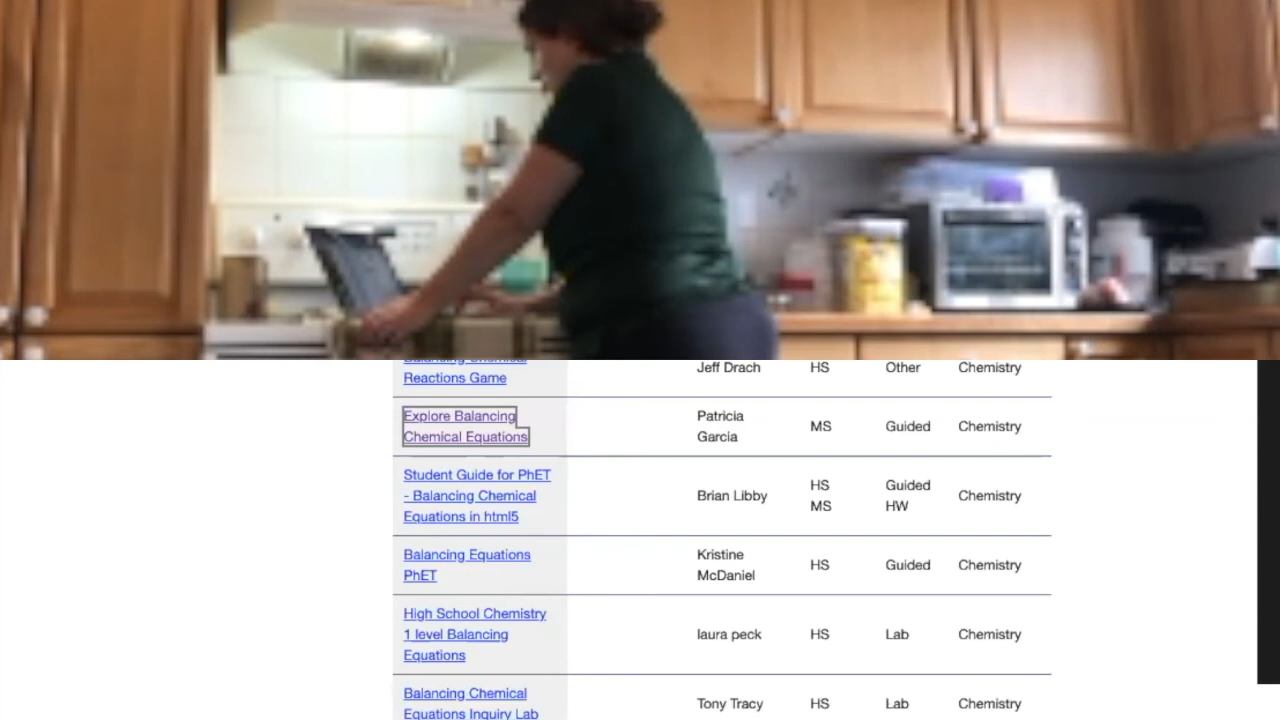 Balancing Chemical
Reactions Game
Jeff Drach
HS
Other
Chemistry
Explore Balancing
Chemical Equations
Patricia
Garcia
MS
Guided
Chemistry
Student Guide for PhET
- Balancing Chemical
Equations in html5
Brian Libby
HS
MS
Guided
HW
Chemistry
Balancing Equations
PhET
Kristine
McDaniel
HS
Guided
Chemistry
High School Chemistry
1 level Balancing
Equations
laura peck
HS
Lab
Chemistry
Balancing Chemical
Equations Inquiry Lab
Tony Tracy
HS
Lab
Chemistry